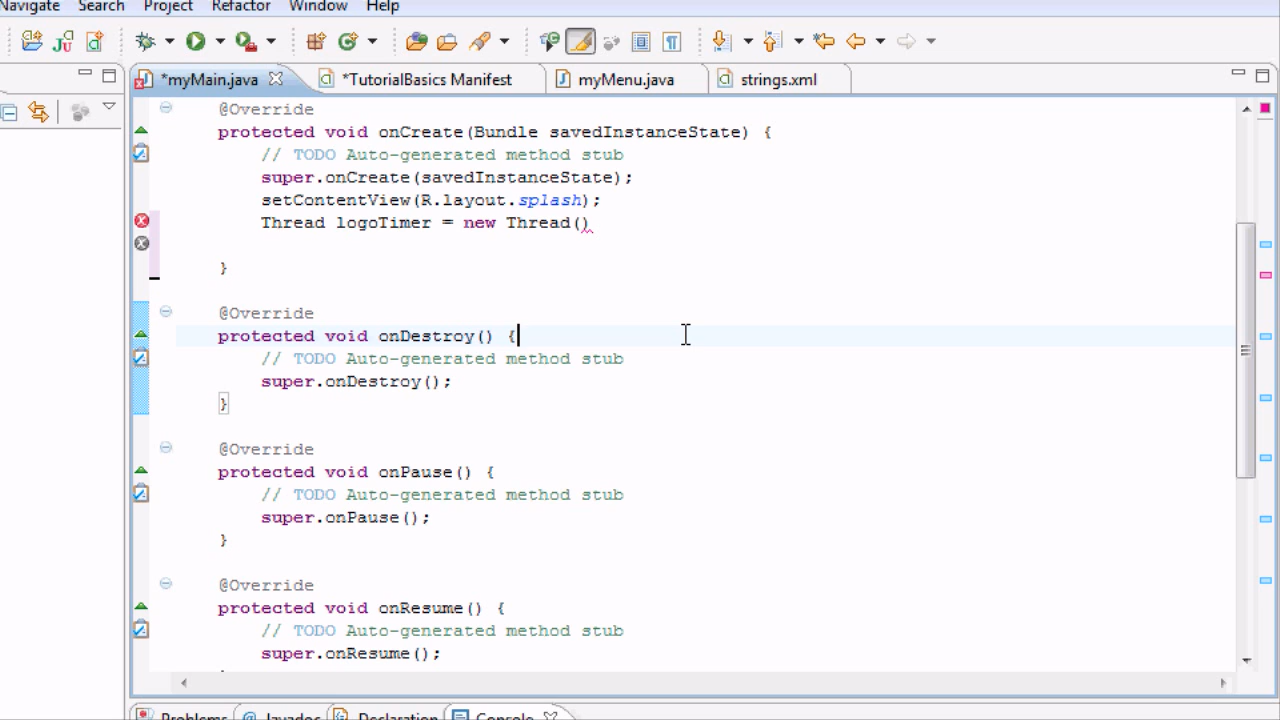 Navigate Search Project Refactor Window Help
*myMain.java *TutorialBasics Manifest myMenu.java strings.xml
@Override
protected void onCreate(Bundle savedInstanceState) {
// TODO Auto-generated method stub
super.onCreate(savedInstanceState);
setContentView(R.layout.splash);
Thread logoTimer = new Thread()
}
@Override
protected void onDestroy() {
// TODO Auto-generated method stub
super.onDestroy();
}
@Override
protected void onPause() {
// TODO Auto-generated method stub
super.onPause();
}
@Override
protected void onResume() {
// TODO Auto-generated method stub
super.onResume();
Problems @ Javadoc Declaration Console